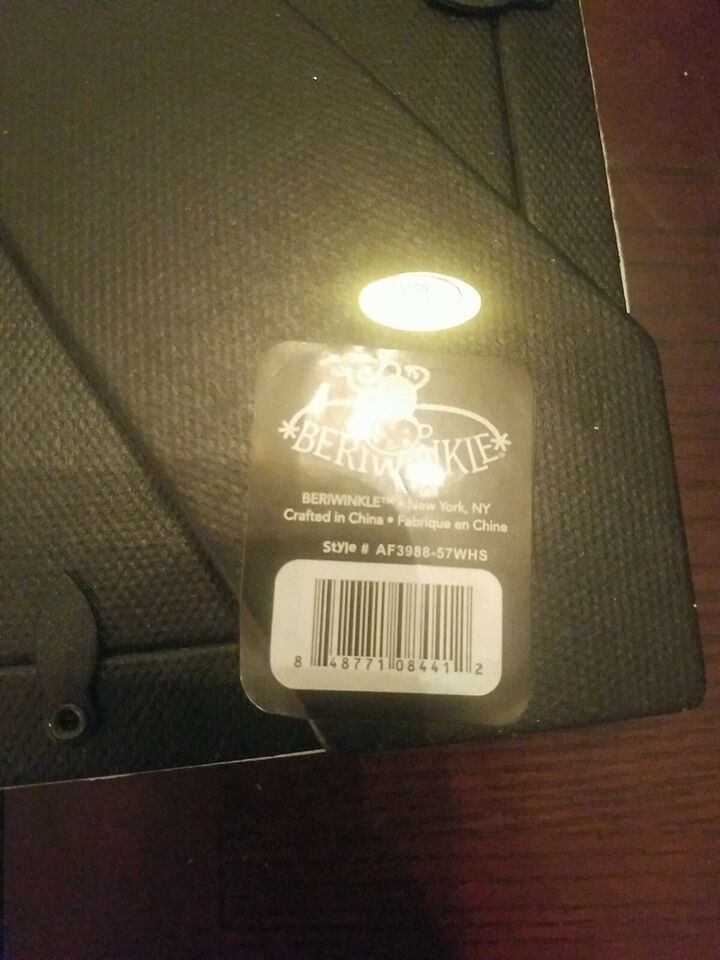 *BERIWINKLE*
BERIWINKLE™ • New York, NY
Crafted in China • Fabrique en Chine
Style # AF3988-57WHS
8 48771 08441 2